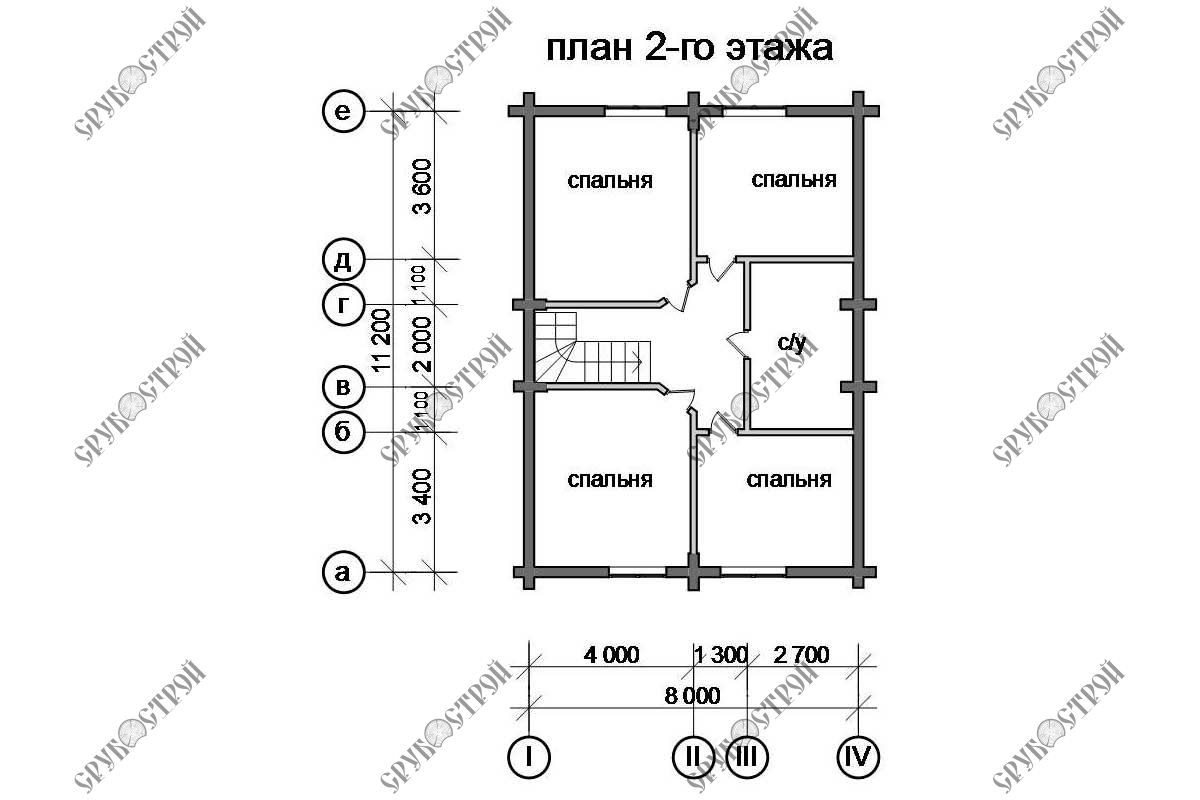 план 2-го этажа
е
3 600
спальня
спальня
д
1 100
г
11 200
2 000
с/у
в
1 100
б
3 400
спальня
спальня
а
4 000
1 300
2 700
8 000
I
II
III
IV
БРУКОСТРОЙ